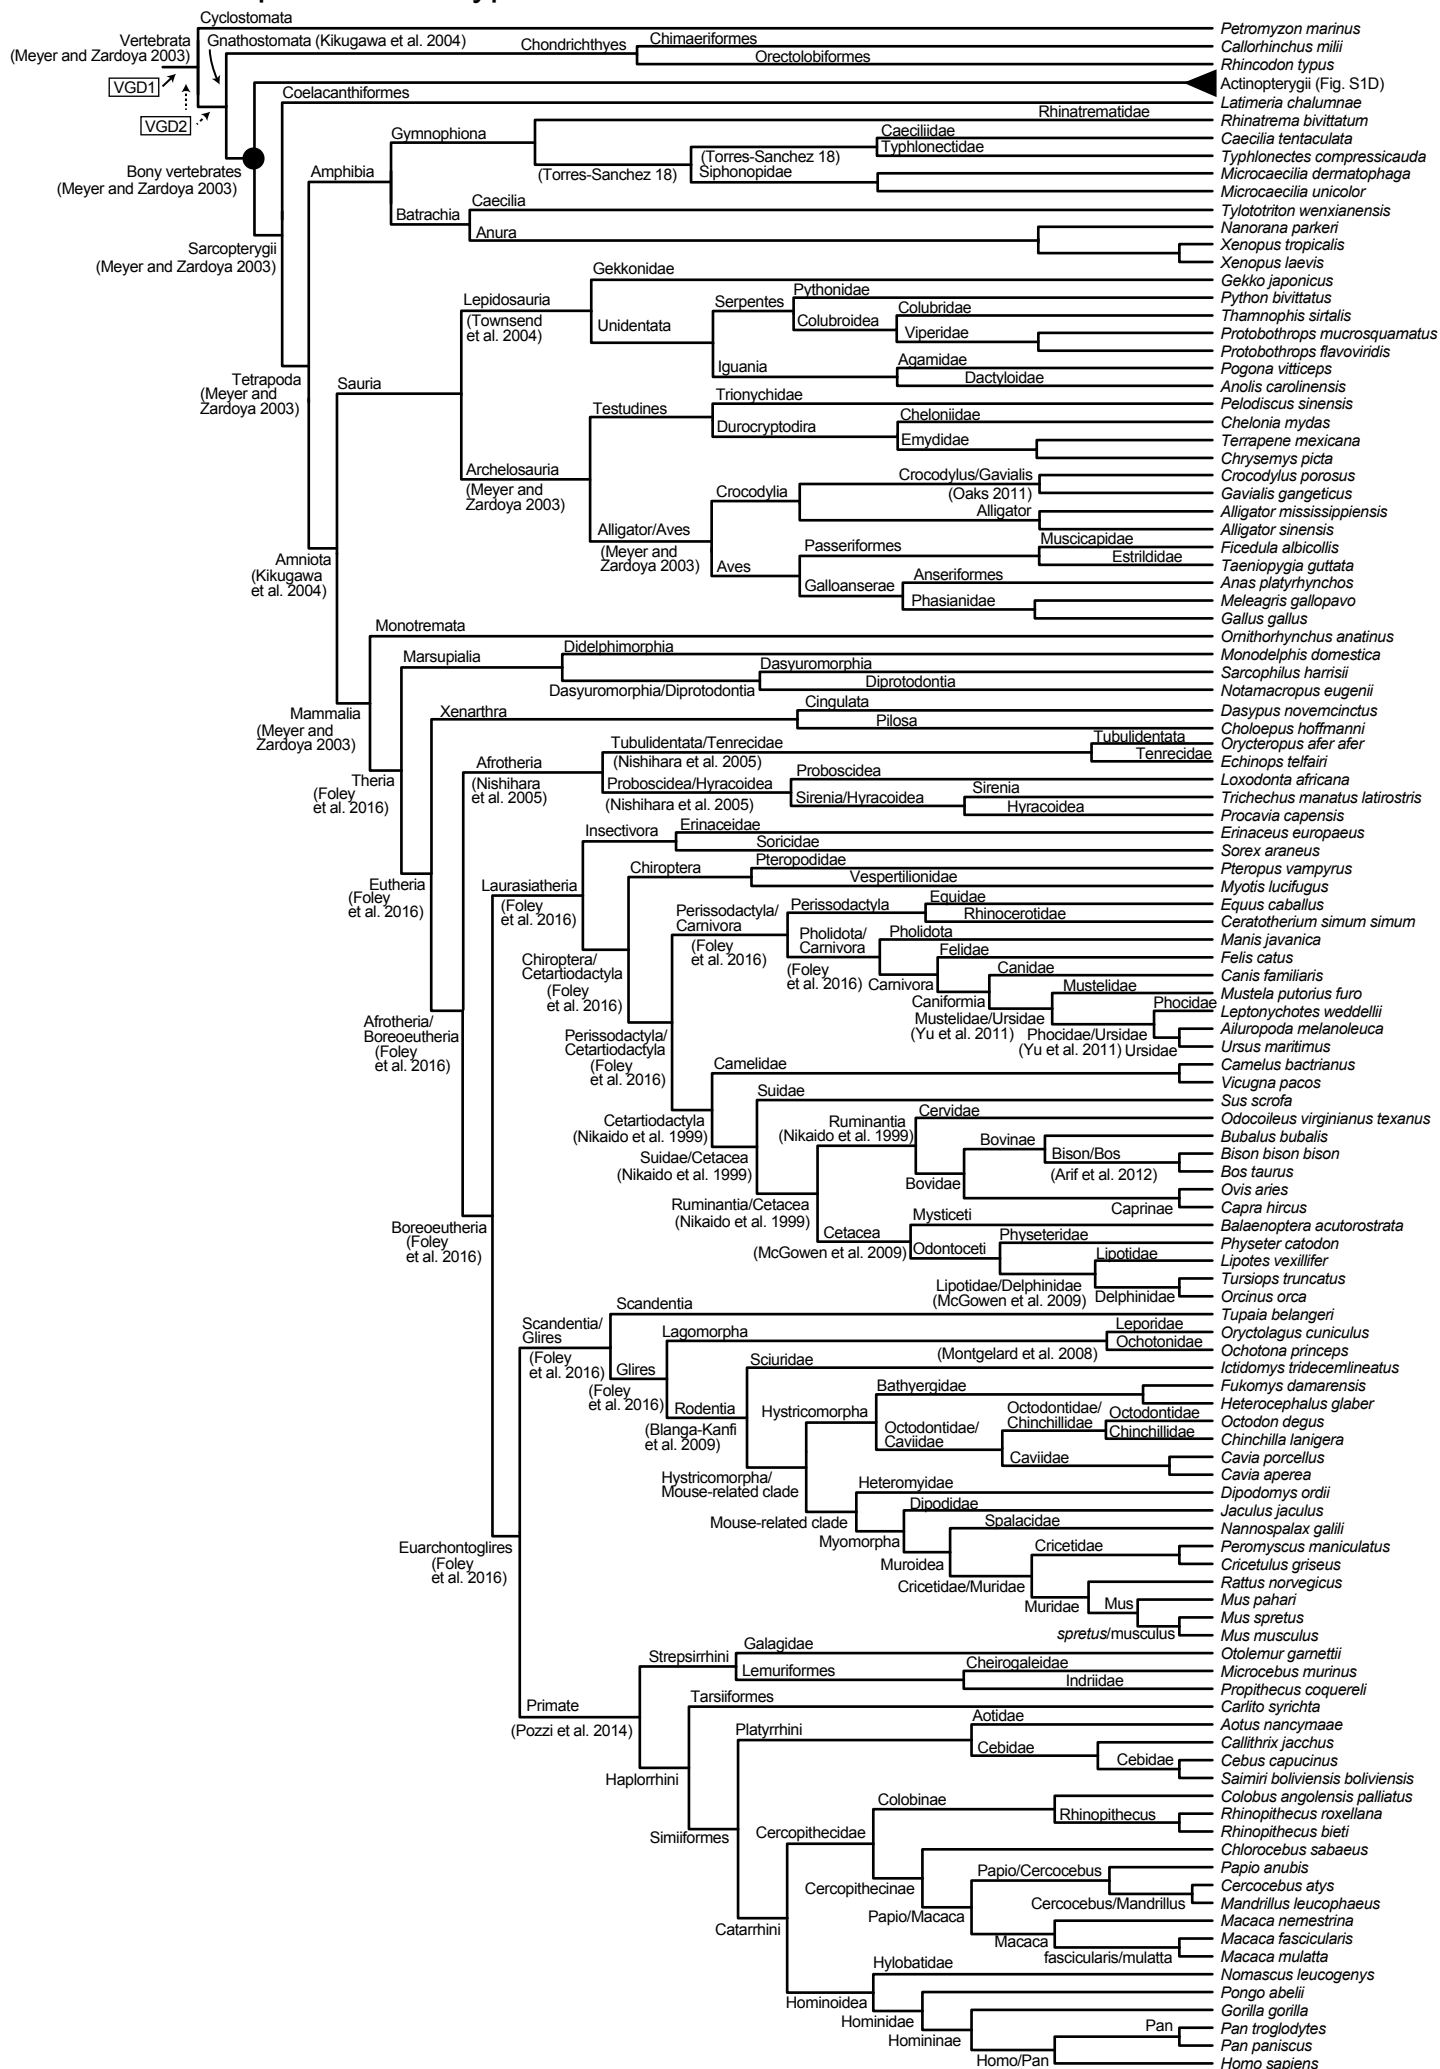 Cyclostomata
Petromyzon marinus
Vertebrata
(Meyer and Zardoya 2003)
Gnathostomata (Kikugawa et al. 2004)
Chondrichthyes
Chimaeriformes
Callorhinchus milii
Orectolobiformes
Rhincodon typus
VGD1
Actinopterygii (Fig. S1D)
VGD2
Coelacanthiformes
Latimeria chalumnae
Bony vertebrates
(Meyer and Zardoya 2003)
Rhinatrematidae
Rhinatrema bivittatum
Gymnophiona
Caeciliidae
Caecilia tentaculata
Typhlonectidae
Typhlonectes compressicauda
(Torres-Sanchez 18)
(Torres-Sanchez 18)
Siphonopidae
Microcaecilia dermatophaga
Microcaecilia unicolor
Amphibia
Batrachia
Caecilia
Tylototriton wenxianensis
Anura
Nanorana parkeri
Xenopus tropicalis
Xenopus laevis
Sarcopterygii
(Meyer and Zardoya 2003)
Gekkonidae
Gekko japonicus
Lepidosauria
(Townsend
et al. 2004)
Unidentata
Serpentes
Pythonidae
Python bivittatus
Colubroidea
Colubridae
Thamnophis sirtalis
Viperidae
Protobothrops mucrosquamatus
Protobothrops flavoviridis
Iguania
Agamidae
Pogona vitticeps
Dactyloidae
Anolis carolinensis
Tetrapoda
(Meyer and
Zardoya 2003)
Sauria
Testudines
Trionychidae
Pelodiscus sinensis
Durocryptodira
Cheloniidae
Chelonia mydas
Emydidae
Terrapene mexicana
Chrysemys picta
Archelosauria
(Meyer and
Zardoya 2003)
Crocodylia
Crocodylus/Gavialis
(Oaks 2011)
Crocodylus porosus
Gavialis gangeticus
Alligator
Alligator mississippiensis
Alligator sinensis
Alligator/Aves
(Meyer and
Zardoya 2003)
Aves
Passeriformes
Muscicapidae
Ficedula albicollis
Estrildidae
Taeniopygia guttata
Galloanserae
Anseriformes
Anas platyrhynchos
Phasianidae
Meleagris gallopavo
Gallus gallus
Amniota
(Kikugawa
et al. 2004)
Monotremata
Ornithorhynchus anatinus
Marsupialia
Didelphimorphia
Monodelphis domestica
Dasyuromorphia
Sarcophilus harrisii
Dasyuromorphia/Diprotodontia
Diprotodontia
Notamacropus eugenii
Mammalia
(Meyer and
Zardoya 2003)
Xenarthra
Cingulata
Dasypus novemcinctus
Pilosa
Choloepus hoffmanni
Theria
(Foley
et al. 2016)
Afrotheria
(Nishihara
et al. 2005)
Tubulidentata/Tenrecidae
(Nishihara et al. 2005)
Tubulidentata
Orycteropus afer afer
Tenrecidae
Echinops telfairi
Proboscidea/Hyracoidea
(Nishihara et al. 2005)
Proboscidea
Loxodonta africana
Sirenia/Hyracoidea
Sirenia
Trichechus manatus latirostris
Hyracoidea
Procavia capensis
Eutheria
(Foley
et al. 2016)
Laurasiatheria
(Foley
et al. 2016)
Insectivora
Erinaceidae
Erinaceus europaeus
Soricidae
Sorex araneus
Chiroptera
Pteropodidae
Pteropus vampyrus
Vespertilionidae
Myotis lucifugus
Chiroptera/
Cetartiodactyla
(Foley
et al. 2016)
Perissodactyla/
Carnivora
(Foley
et al. 2016)
Perissodactyla
Equidae
Equus caballus
Rhinocerotidae
Ceratotherium simum simum
Pholidota/
Carnivora
(Foley
et al. 2016)
Pholidota
Manis javanica
Carnivora
Felidae
Felis catus
Caniformia
Canidae
Canis familiaris
Mustelidae/Ursidae
(Yu et al. 2011)
Mustelidae
Mustela putorius furo
Phocidae/Ursidae
(Yu et al. 2011)
Phocidae
Leptonychotes weddellii
Ursidae
Ailuropoda melanoleuca
Ursus maritimus
Afrotheria/
Boreoeutheria
(Foley
et al. 2016)
Perissodactyla/
Cetartiodactyla
(Foley
et al. 2016)
Camelidae
Camelus bactrianus
Vicugna pacos
Cetartiodactyla
(Nikaido et al. 1999)
Suidae
Sus scrofa
Suidae/Cetacea
(Nikaido et al. 1999)
Ruminantia
(Nikaido et al. 1999)
Cervidae
Odocoileus virginianus texanus
Bovidae
Bovinae
Bubalus bubalis
Bison/Bos
(Arif et al. 2012)
Bison bison bison
Bos taurus
Caprinae
Ovis aries
Capra hircus
Ruminantia/Cetacea
(Nikaido et al. 1999)
Cetacea
(McGowen et al. 2009)
Mysticeti
Balaenoptera acutorostrata
Odontoceti
Physeteridae
Physeter catodon
Lipotidae
Lipotes vexillifer
Lipotidae/Delphinidae
(McGowen et al. 2009)
Delphinidae
Tursiops truncatus
Orcinus orca
Boreoeutheria
(Foley
et al. 2016)
Scandentia/
Glires
(Foley
et al. 2016)
Scandentia
Tupaia belangeri
Glires
(Foley
et al. 2016)
Lagomorpha
(Montgelard et al. 2008)
Leporidae
Oryctolagus cuniculus
Ochotonidae
Ochotona princeps
Rodentia
(Blanga-Kanfi
et al. 2009)
Sciuridae
Ictidomys tridecemlineatus
Hystricomorpha/
Mouse-related clade
Hystricomorpha
Bathyergidae
Fukomys damarensis
Heterocephalus glaber
Octodontidae/
Caviidae
Octodontidae/
Chinchillidae
Octodontidae
Octodon degus
Chinchillidae
Chinchilla lanigera
Caviidae
Cavia porcellus
Cavia aperea
Mouse-related clade
Heteromyidae
Dipodomys ordii
Myomorpha
Dipodidae
Jaculus jaculus
Muroidea
Spalacidae
Nannospalax galili
Cricetidae/Muridae
Cricetidae
Peromyscus maniculatus
Cricetulus griseus
Muridae
Rattus norvegicus
Mus
Mus pahari
spretus/musculus
Mus spretus
Mus musculus
Euarchontoglires
(Foley
et al. 2016)
Primate
(Pozzi et al. 2014)
Strepsirrhini
Galagidae
Otolemur garnettii
Lemuriformes
Cheirogaleidae
Microcebus murinus
Indriidae
Propithecus coquereli
Haplorrhini
Tarsiiformes
Carlito syrichta
Simiiformes
Platyrrhini
Aotidae
Aotus nancymaae
Cebidae
Callithrix jacchus
Cebidae
Cebus capucinus
Saimiri boliviensis boliviensis
Catarrhini
Cercopithecidae
Colobinae
Colobus angolensis palliatus
Rhinopithecus
Rhinopithecus roxellana
Rhinopithecus bieti
Cercopithecinae
Chlorocebus sabaeus
Papio/Macaca
Papio/Cercocebus
Papio anubis
Cercocebus/Mandrillus
Cercocebus atys
Mandrillus leucophaeus
Macaca
Macaca nemestrina
fascicularis/mulatta
Macaca fascicularis
Macaca mulatta
Hominoidea
Hylobatidae
Nomascus leucogenys
Hominidae
Pongo abelii
Homininae
Gorilla gorilla
Homo/Pan
Pan
Pan troglodytes
Pan paniscus
Homo sapiens